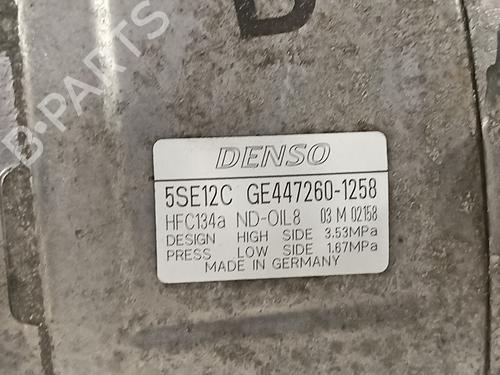 B
B-PARTS
DENSO
5SE12C GE447260-1258
HFC134a ND-OIL8 03 M 02158
DESIGN HIGH SIDE 3.53MPa
PRESS LOW SIDE 1.67MPa
MADE IN GERMANY